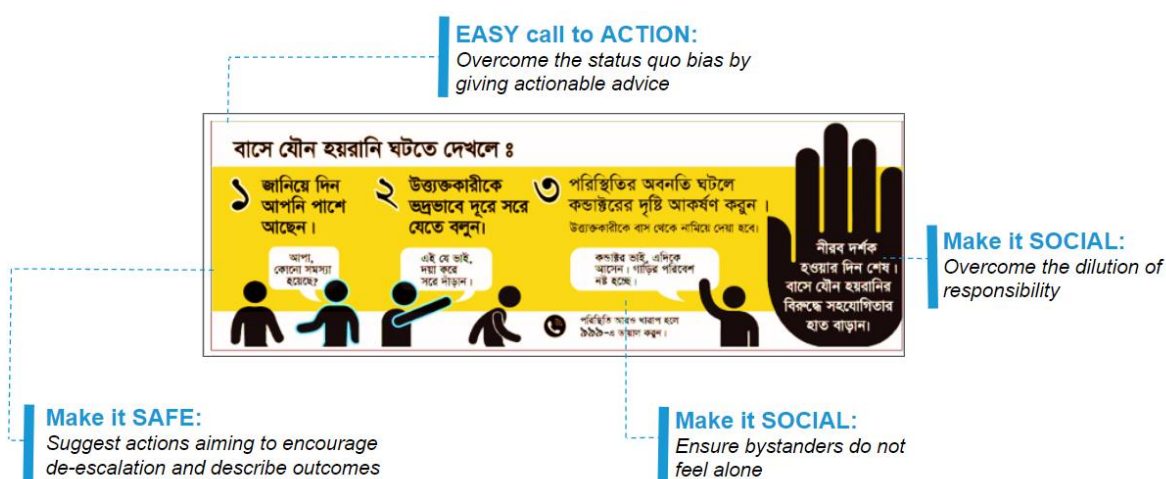 EASY call to ACTION:
Overcome the status quo bias by
giving actionable advice
বাসে যৌন হয়রানি ঘটতে দেখলে ঃ
১ জানিয়ে দিন
আপনি পাশে
আছেন।
আপা,
কোনো সমস্যা
হয়েছে?
২ উত্ত্যক্তকারীকে
ভদ্রভাবে দূরে সরে
যেতে বলুন।
এই যে ভাই,
দয়া করে
সরে দাঁড়ান।
৩ পরিস্থিতির অবনতি ঘটলে
কন্ডাক্টরের দৃষ্টি আকর্ষণ করুন ।
উত্ত্যক্তকারীকে বাস থেকে নামিয়ে দেয়া হবে।
কন্ডাক্টর ভাই, এদিকে
আসেন। গাড়ির পরিবেশ
নষ্ট হচ্ছে।
পরিস্থিতি আরও খারাপ হলে
৯৯৯-এ ডায়াল করুন।
নীরব দর্শক
হওয়ার দিন শেষ।
বাসে যৌন হয়রানির
বিরুদ্ধে সহযোগিতার
হাত বাড়ান।
Make it SOCIAL:
Overcome the dilution of
responsibility
Make it SAFE:
Suggest actions aiming to encourage
de-escalation and describe outcomes
Make it SOCIAL:
Ensure bystanders do not
feel alone